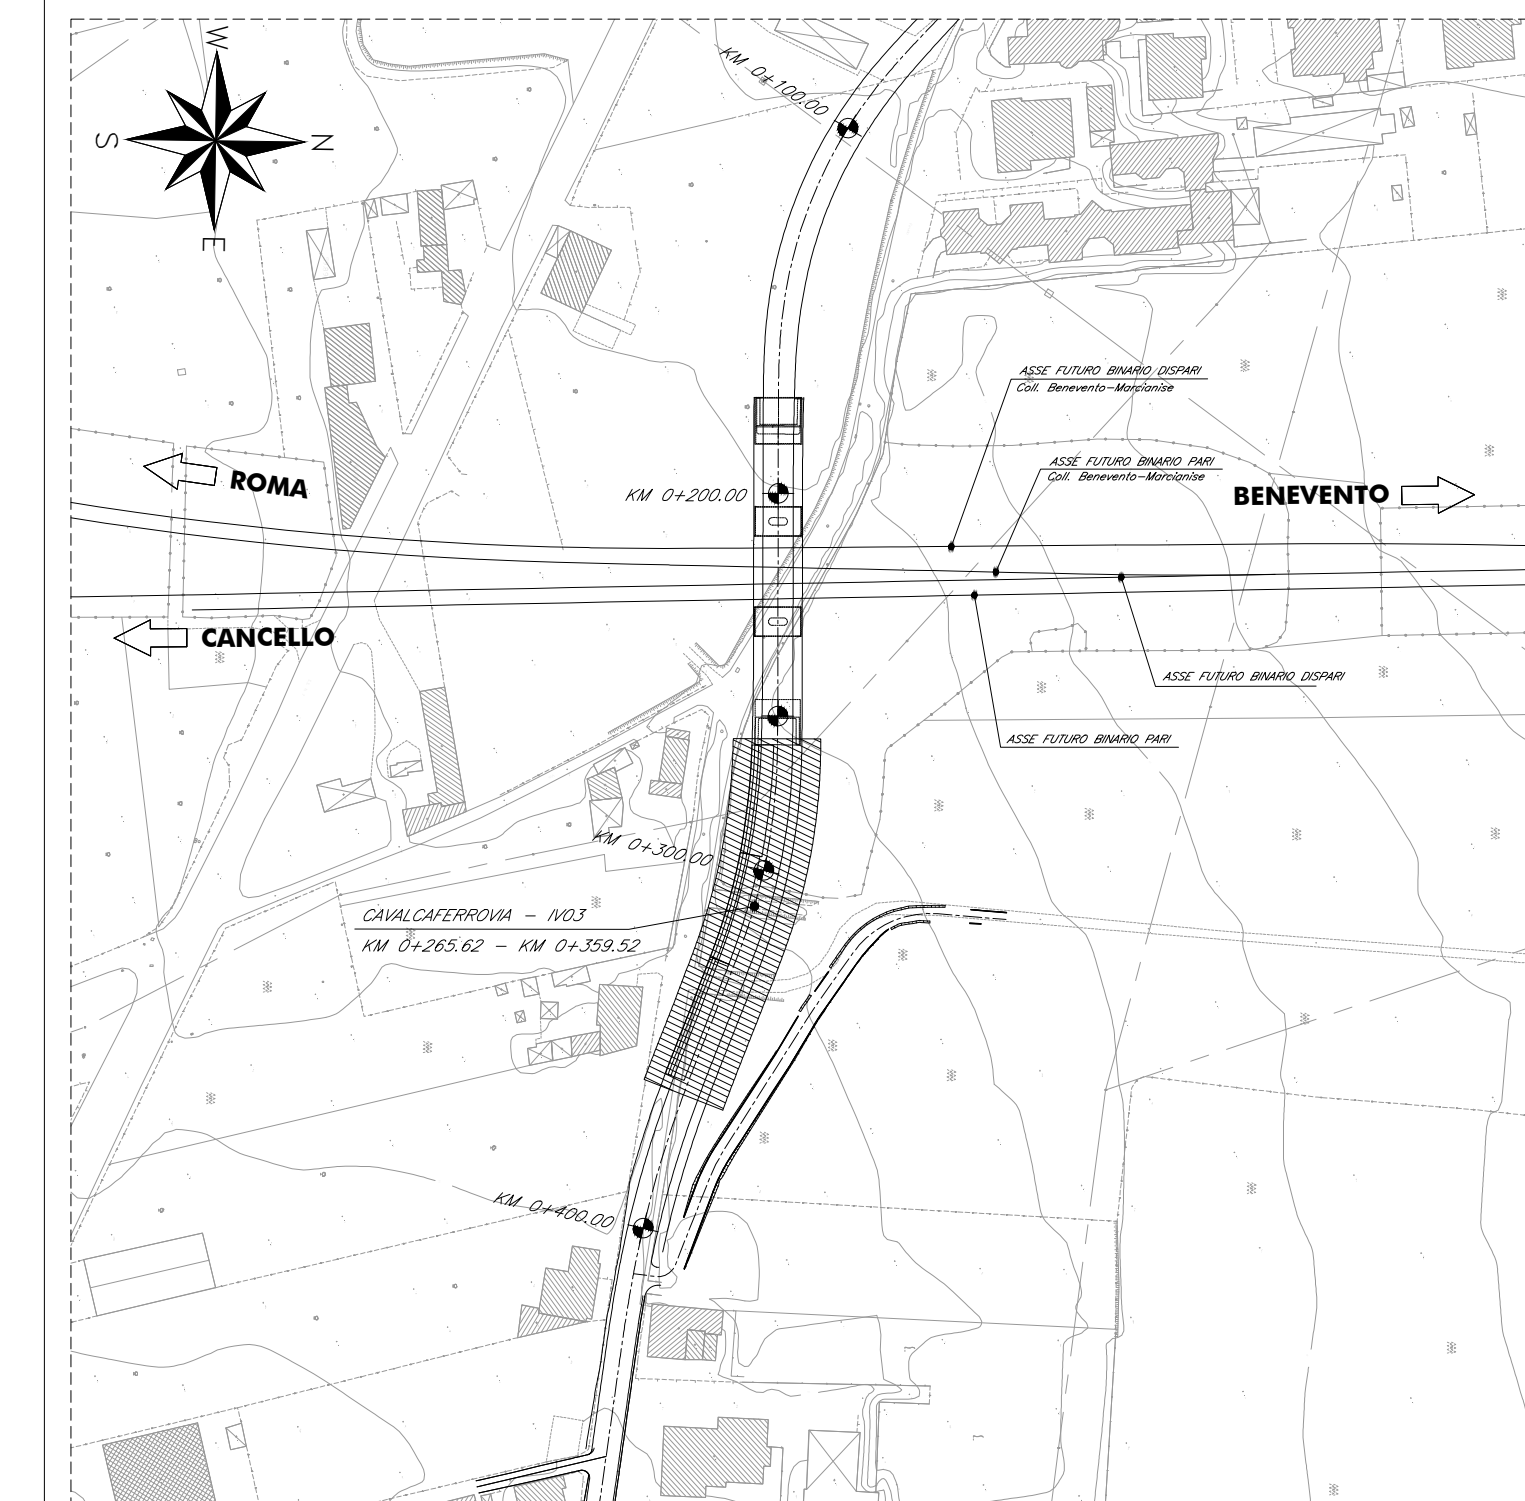 W
S
N
E
KM 0+100.00
ASSE FUTURO BINARIO DISPARI
Coll. Benevento-Marcianise
ROMA
KM 0+200.00
ASSE FUTURO BINARIO PARI
Coll. Benevento-Marcianise
BENEVENTO
CANCELLO
ASSE FUTURO BINARIO DISPARI
ASSE FUTURO BINARIO PARI
KM 0+300.00
CAVALCAFERROVIA - IV03
KM 0+265.62 - KM 0+359.52
KM 0+400.00